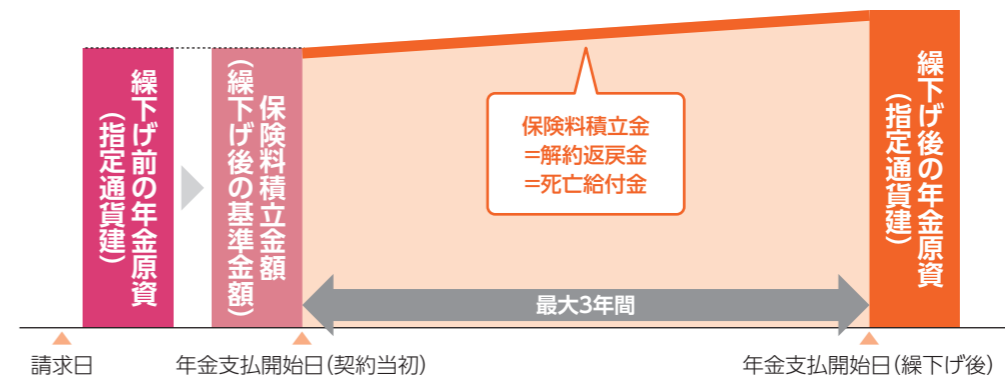 繰下げ前の年金原資
（指定通貨建）
保険料積立金額
（繰下げ後の基準金額）
保険料積立金
=解約返戻金
=死亡給付金
繰下げ後の年金原資
（指定通貨建）
最大3年間
請求日
年金支払開始日（契約当初）
年金支払開始日（繰下げ後）